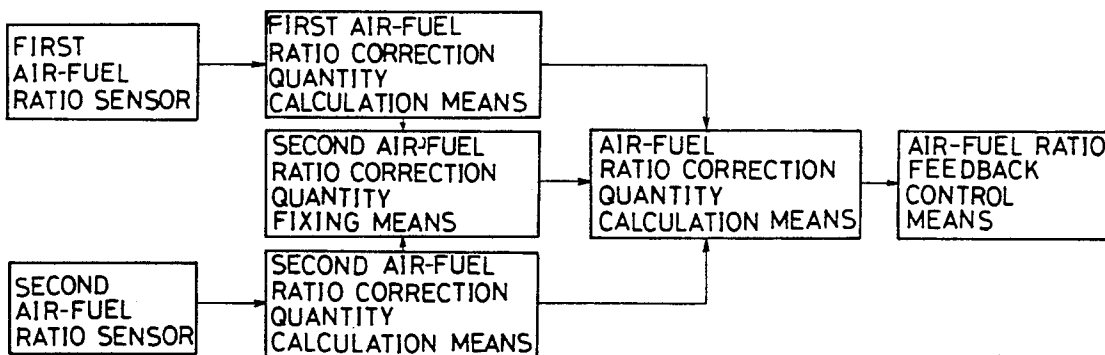 FIRST
AIR-FUEL
RATIO SENSOR
FIRST AIR-FUEL
RATIO CORRECTION
QUANTITY
CALCULATION MEANS
SECOND AIR-FUEL
RATIO CORRECTION
QUANTITY
FIXING MEANS
SECOND
AIR-FUEL
RATIO SENSOR
SECOND AIR-FUEL
RATIO CORRECTION
QUANTITY
CALCULATION MEANS
AIR-FUEL
RATIO CORRECTION
QUANTITY
CALCULATION MEANS
AIR-FUEL RATIO
FEEDBACK
CONTROL
MEANS